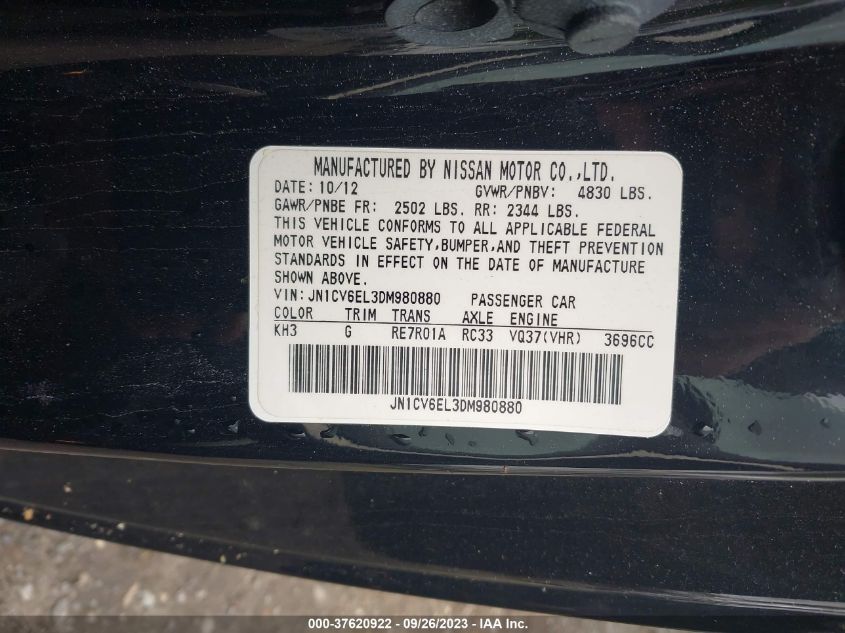 MANUFACTURED BY NISSAN MOTOR CO.,LTD.
DATE: 10/12 GVWR/PNBV: 4830 LBS.
GAWR/PNBE FR: 2502 LBS. RR: 2344 LBS.
THIS VEHICLE CONFORMS TO ALL APPLICABLE FEDERAL
MOTOR VEHICLE SAFETY,BUMPER,AND THEFT PREVENTION
STANDARDS IN EFFECT ON THE DATE OF MANUFACTURE
SHOWN ABOVE.
VIN: JN1CV6EL3DM980880 PASSENGER CAR
COLOR TRIM TRANS AXLE ENGINE
KH3 G RE7R01A RC33 VQ37(VHR) 3696CC
JN1CV6EL3DM980880
000-37620922 - 09/26/2023 - IAA Inc.